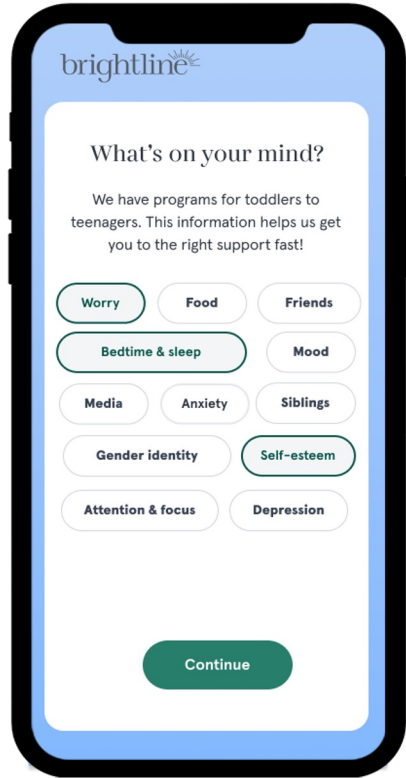 brightline
What's on your mind?
We have programs for toddlers to
teenagers. This information helps us get
you to the right support fast!
Worry Food Friends
Bedtime & sleep Mood
Media Anxiety Siblings
Gender identity Self-esteem
Attention & focus Depression
Continue